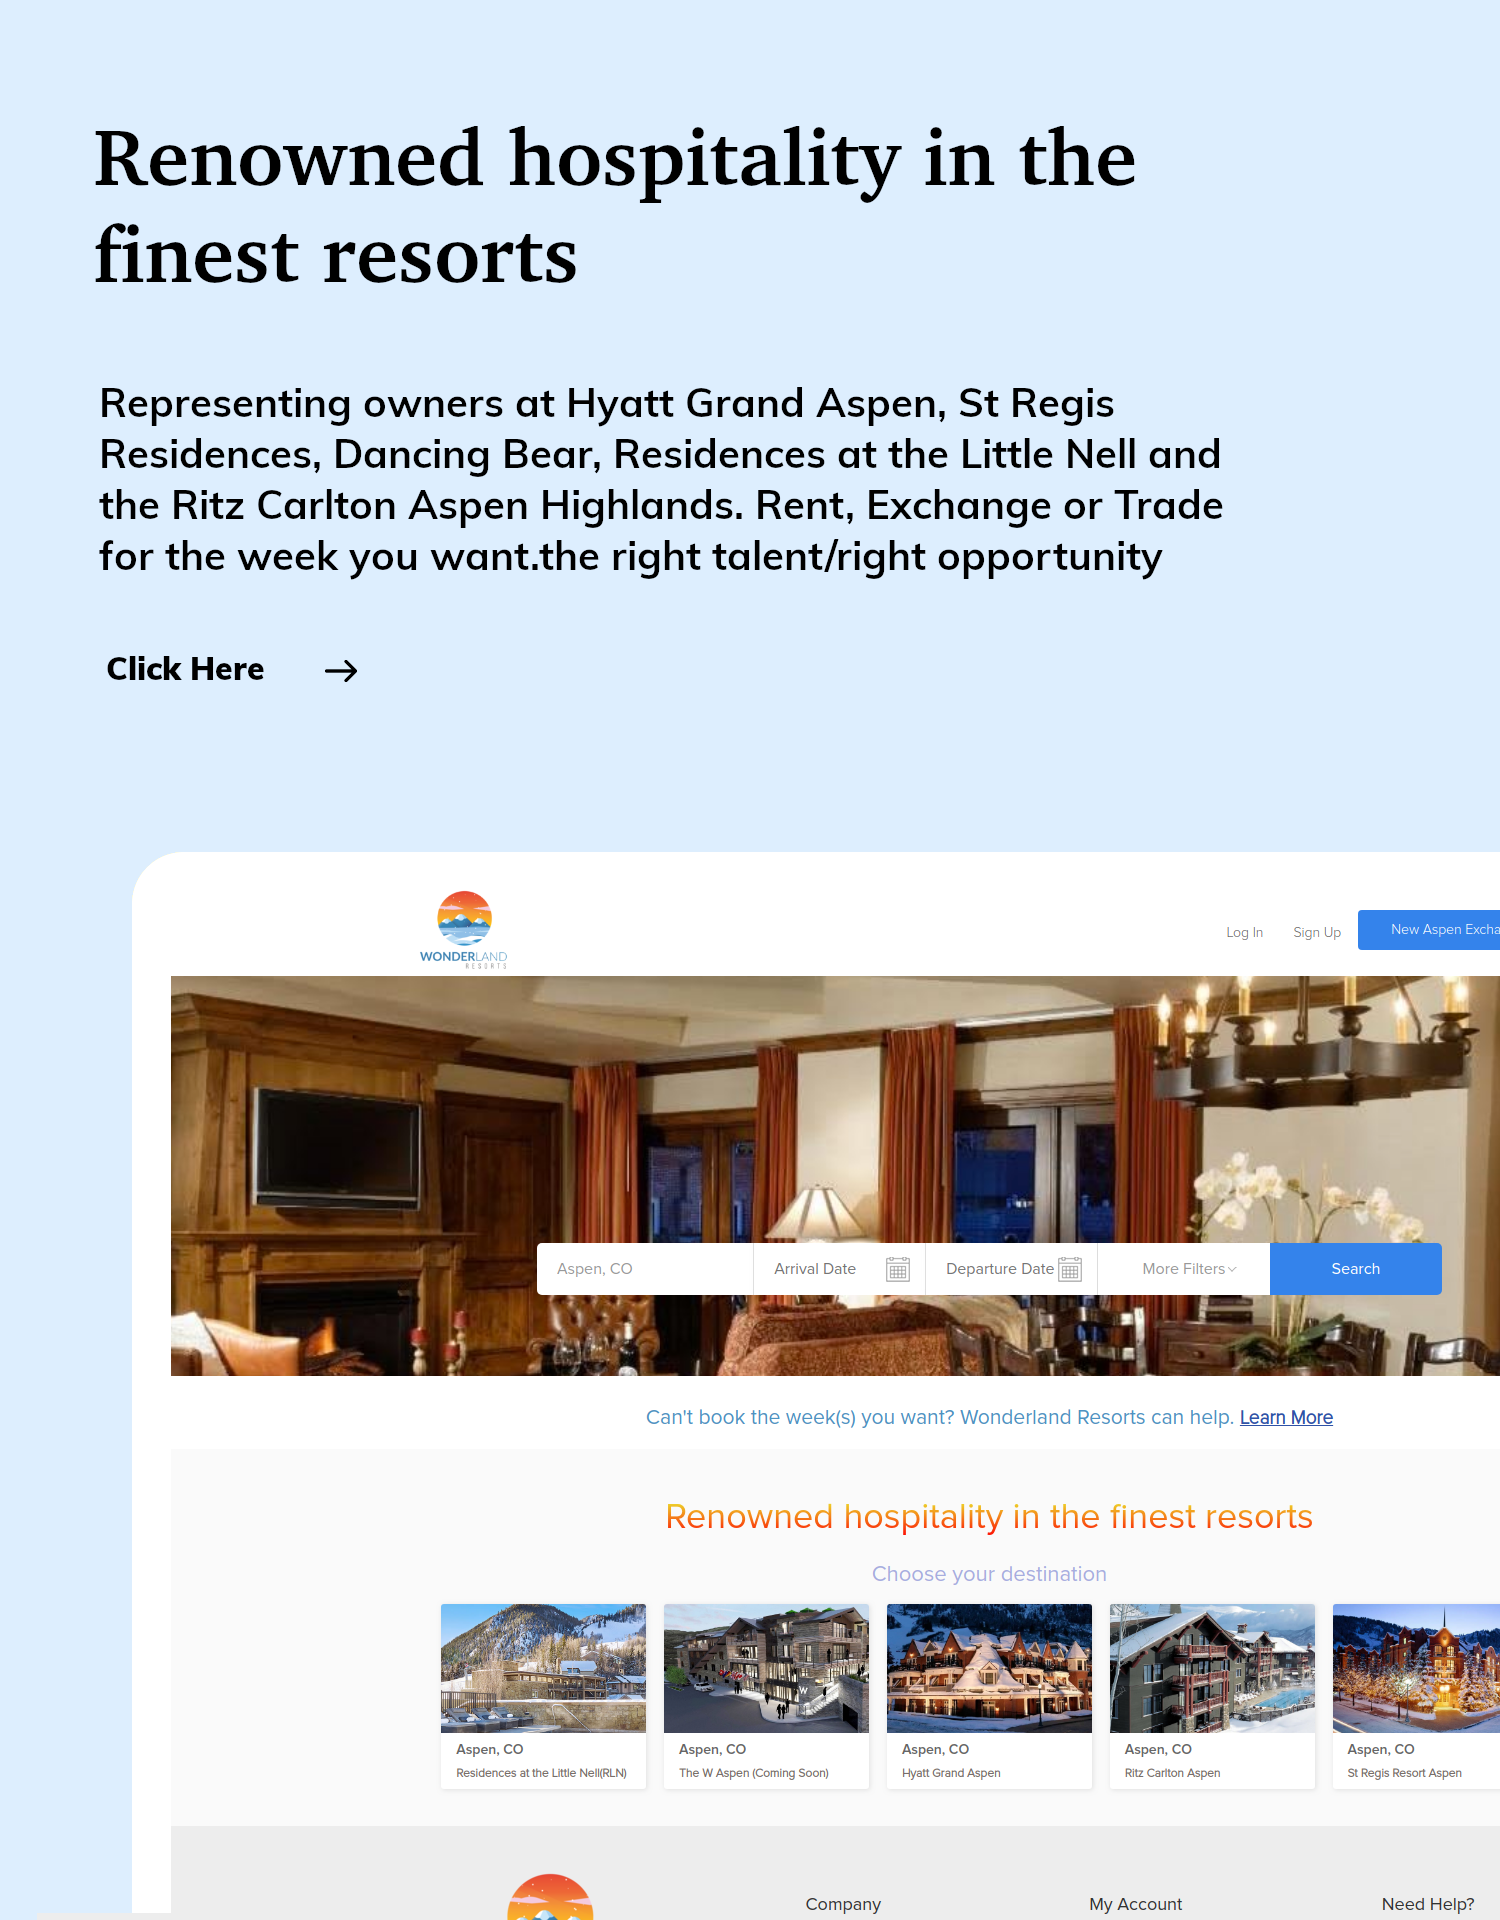 Renowned hospitality in the
finest resorts
Representing owners at Hyatt Grand Aspen, St Regis
Residences, Dancing Bear, Residences at the Little Nell and
the Ritz Carlton Aspen Highlands. Rent, Exchange or Trade
for the week you want.the right talent/right opportunity
Click Here
WONDERLAND
RESORTS
Log In
Sign Up
New Aspen Excha
Aspen, CO
Arrival Date
Departure Date
More Filters
Search
Can't book the week(s) you want? Wonderland Resorts can help. Learn More
Renowned hospitality in the finest resorts
Choose your destination
Aspen, CO
Residences at the Little Nell(RLN)
Aspen, CO
The W Aspen (Coming Soon)
Aspen, CO
Hyatt Grand Aspen
Aspen, CO
Ritz Carlton Aspen
Aspen, CO
St Regis Resort Aspen
Company
My Account
Need Help?